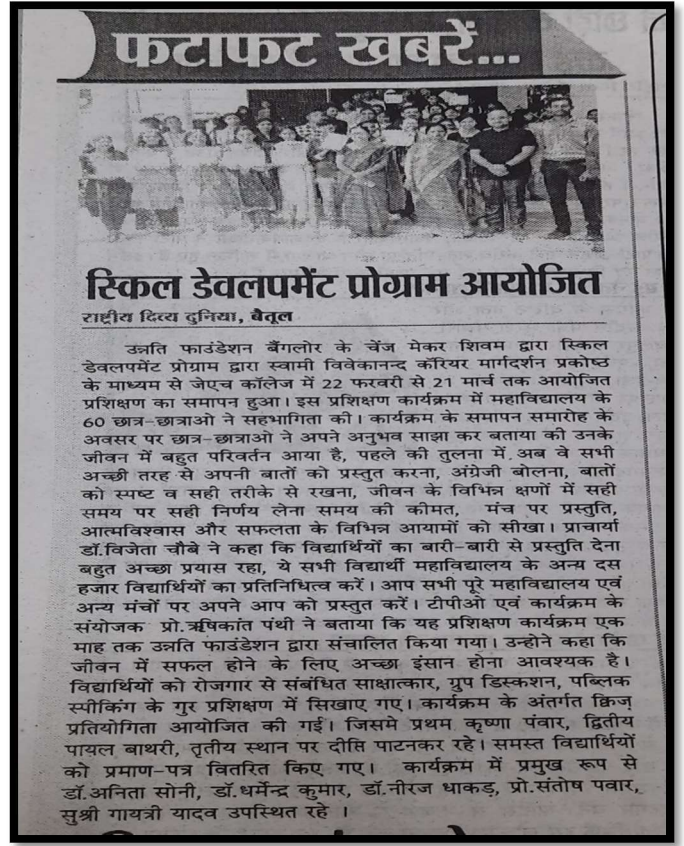 फटाफट खबरें...
स्किल डेवलपमेंट प्रोग्राम आयोजित
राष्ट्रीय दिव्य दुनिया, बैतूल
उन्नति फाउंडेशन बैंगलोर के चेंज मेकर शिवम द्वारा स्किल
डेवलपमेंट प्रोग्राम द्वारा स्वामी विवेकानन्द कॅरियर मार्गदर्शन प्रकोष्ठ
के माध्यम से जेएच कॉलेज में 22 फरवरी से 21 मार्च तक आयोजित
प्रशिक्षण का समापन हुआ। इस प्रशिक्षण कार्यक्रम में महाविद्यालय के
60 छात्र-छात्राओ ने सहभागिता की। कार्यक्रम के समापन समारोह के
अवसर पर छात्र-छात्राओ ने अपने अनुभव साझा कर बताया की उनके
जीवन में बहुत परिवर्तन आया है, पहले की तुलना में अब वे सभी
अच्छी तरह से अपनी बातों को प्रस्तुत करना, अंग्रेजी बोलना, बातों
को स्पष्ट व सही तरीके से रखना, जीवन के विभिन्न क्षणों में सही
समय पर सही निर्णय लेना समय की कीमत, मंच पर प्रस्तुति,
आत्मविश्वास और सफलता के विभिन्न आयामों को सीखा। प्राचार्या
डॉ.विजेता चौबे ने कहा कि विद्यार्थियों का बारी-बारी से प्रस्तुति देना
बहुत अच्छा प्रयास रहा, ये सभी विद्यार्थी महाविद्यालय के अन्य दस
हजार विद्यार्थियों का प्रतिनिधित्व करें। आप सभी पूरे महाविद्यालय एवं
अन्य मंचों पर अपने आप को प्रस्तुत करें। टीपीओ एवं कार्यक्रम के
संयोजक प्रो.ऋषिकांत पंथी ने बताया कि यह प्रशिक्षण कार्यक्रम एक
माह तक उन्नति फाउंडेशन द्वारा संचालित किया गया। उन्होने कहा कि
जीवन में सफल होने के लिए अच्छा इंसान होना आवश्यक है।
विद्यार्थियों को रोजगार से संबंधित साक्षात्कार, ग्रुप डिस्कशन, पब्लिक
स्पीकिंग के गुर प्रशिक्षण में सिखाए गए। कार्यक्रम के अंतर्गत क्विज
प्रतियोगिता आयोजित की गई। जिसमे प्रथम कृष्णा पंवार, द्वितीय
पायल बाथरी, तृतीय स्थान पर दीप्ति पाटनकर रहे। समस्त विद्यार्थियों
को प्रमाण-पत्र वितरित किए गए। कार्यक्रम में प्रमुख रूप से
डॉ.अनिता सोनी, डॉ.धर्मेन्द्र कुमार, डॉ.नीरज धाकड़, प्रो.संतोष पवार,
सुश्री गायत्री यादव उपस्थित रहे ।